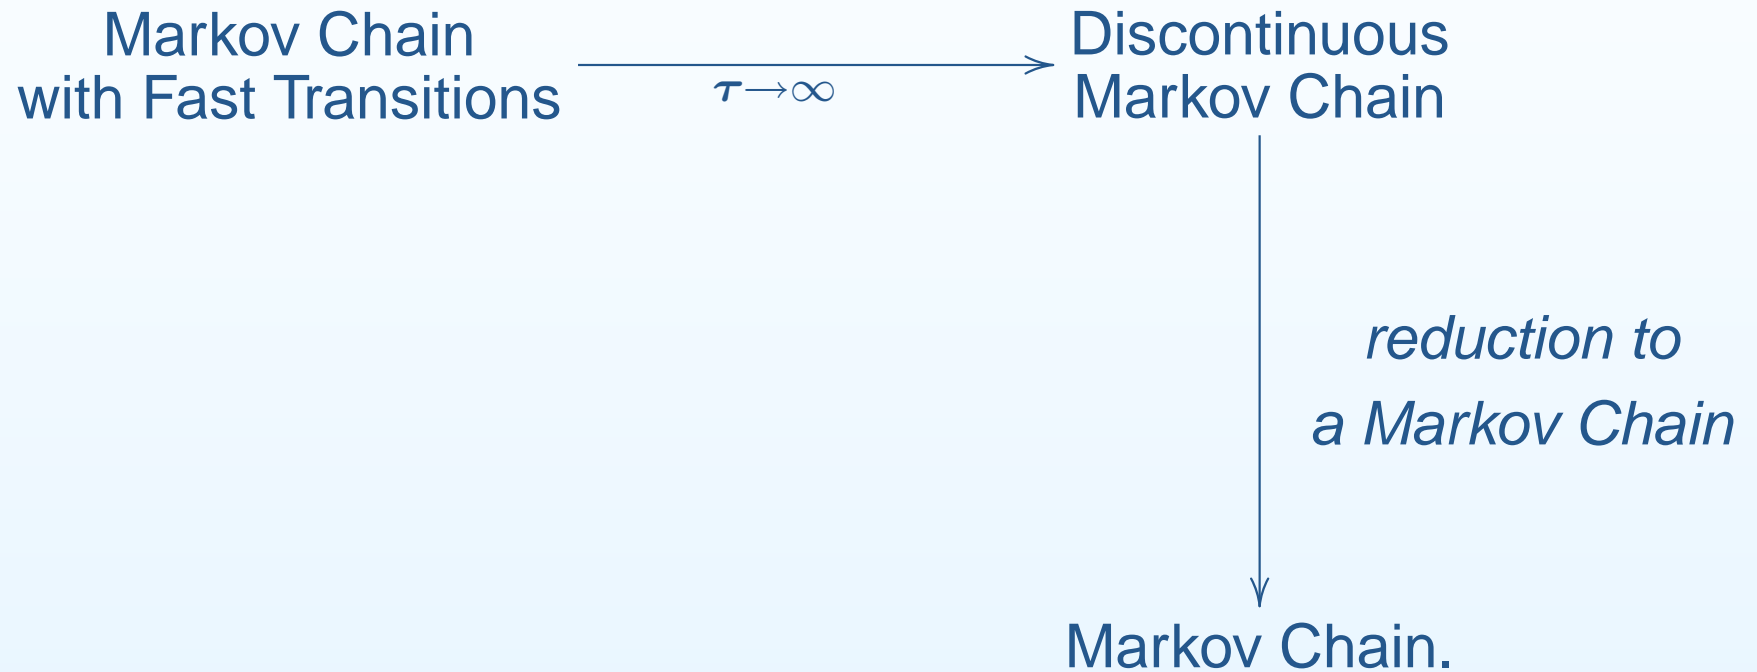 Markov Chain
with Fast Transitions
τ→∞
Discontinuous
Markov Chain
reduction to
a Markov Chain
Markov Chain.